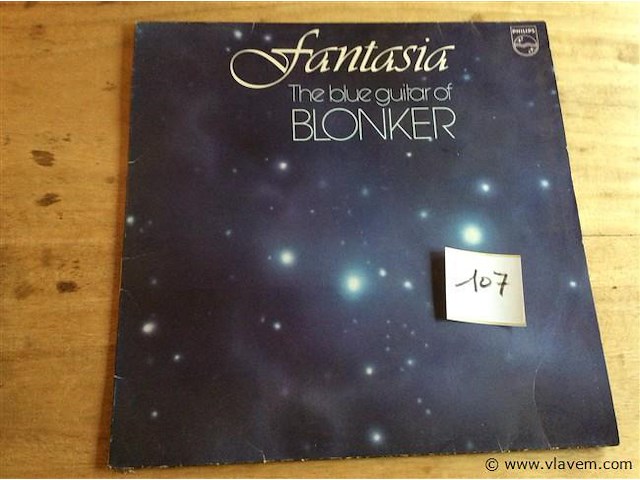 Fantasia
PHILIPS
The blue guitar of
BLONKER
107
© www.vlavem.com